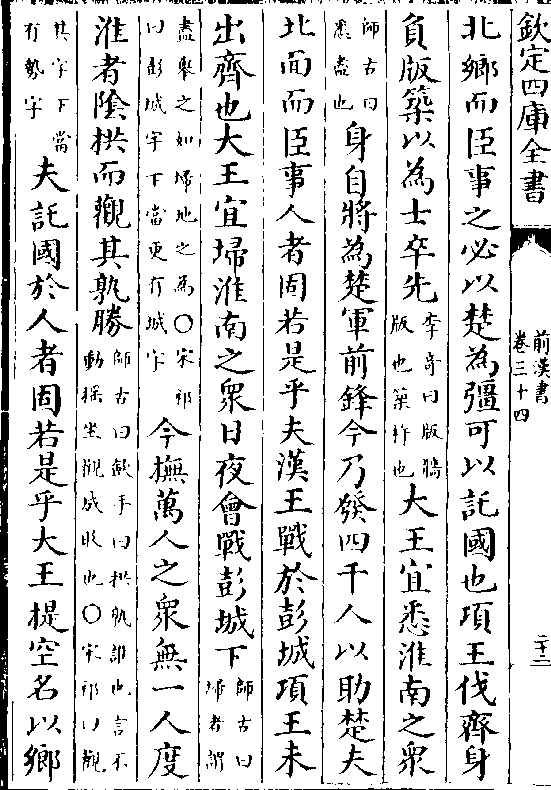 欽定四庫全書
前漢書
卷三十四
二十二
北鄉而臣事之必以楚為彊可以託國也項王伐齊身
負版築以為士卒先李奇曰版牆版也築杵也大王宜悉淮南之衆
師古曰悉盡也身自將為楚軍前鋒今乃發四千人以助楚夫
北面而臣事人者固若是乎夫漢王戰於彭城項王未
出齊也大王宜埽淮南之衆日夜會戰彭城下師古曰埽者謂
盡舉之如埽地之為○宋祁曰彭城字下當更有城字今撫萬人之衆無一人度
淮者陰拱而觀其孰勝師古曰歛手曰拱孰誰也言不動揺坐觀成敗也○宋祁曰觀
其字下當有勢字夫託國於人者固若是乎大王提空名以鄉